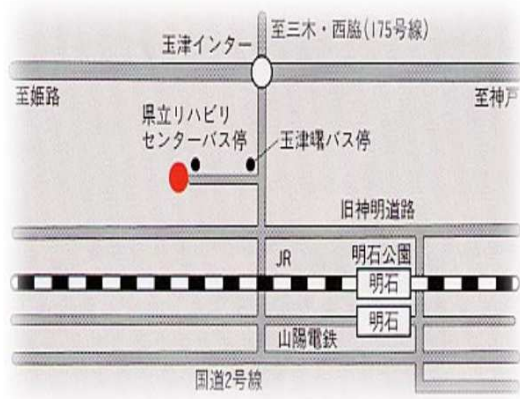 至三木・西脇(175号線)
玉津インター
至姫路
至神戸
県立リハビリ
センターバス停
玉津曙バス停
旧神明道路
JR
明石公園
明石
明石
山陽電鉄
国道2号線